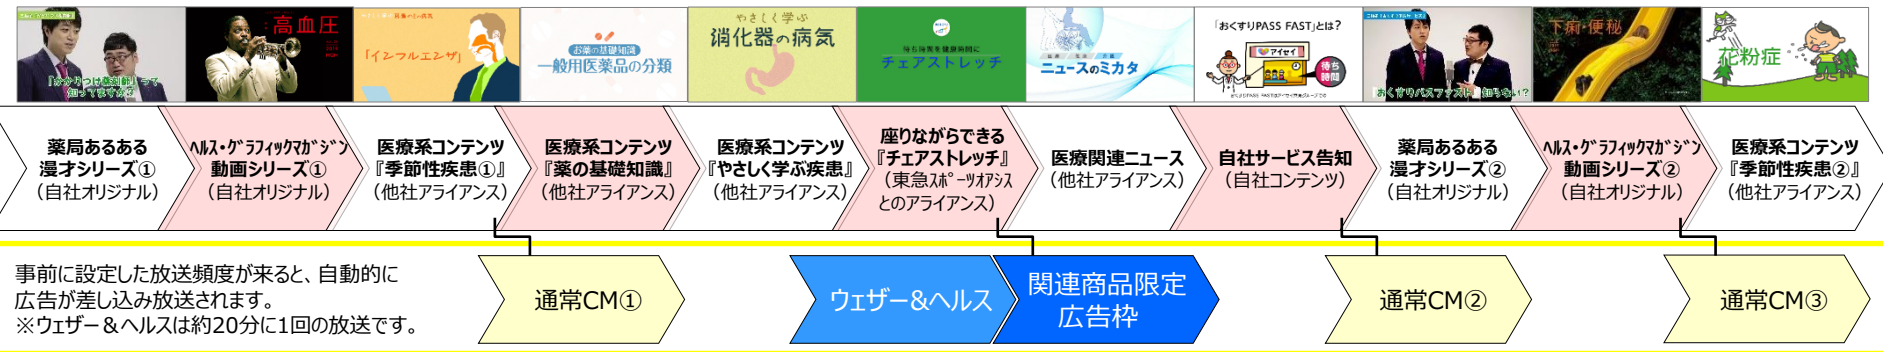 「かかりつけ薬剤師」って
知ってますか?
高血圧
「インフルエンザ」
お薬の基礎知識
一般用医薬品の分類
やさしく学ぶ
消化器の病気
待ち時間を健康時間に
チェアストレッチ
ニュースのミカタ
「おくすりPASS FAST」とは?
アイセイ
待ち
時間
「おくすりパスファスト」知らない?
下痢・便秘
花粉症
薬局あるある
漫才シリーズ①
(自社オリジナル)
ヘルス・グラフィックマガジン
動画シリーズ①
(自社オリジナル)
医療系コンテンツ
『季節性疾患①』
(他社アライアンス)
医療系コンテンツ
『薬の基礎知識』
(他社アライアンス)
医療系コンテンツ
『やさしく学ぶ疾患』
(他社アライアンス)
座りながらできる
『チェアストレッチ』
(東急スポーツオアシス
とのアライアンス)
医療関連ニュース
(他社アライアンス)
自社サービス告知
(自社コンテンツ)
薬局あるある
漫才シリーズ②
(自社オリジナル)
ヘルス・グラフィックマガジン
動画シリーズ②
(自社オリジナル)
医療系コンテンツ
『季節性疾患②』
(他社アライアンス)
事前に設定した放送頻度が来ると、自動的に
広告が差し込み放送されます。
※ウェザー&ヘルスは約20分に1回の放送です。
通常CM①
ウェザー&ヘルス
関連商品限定
広告枠
通常CM②
通常CM③